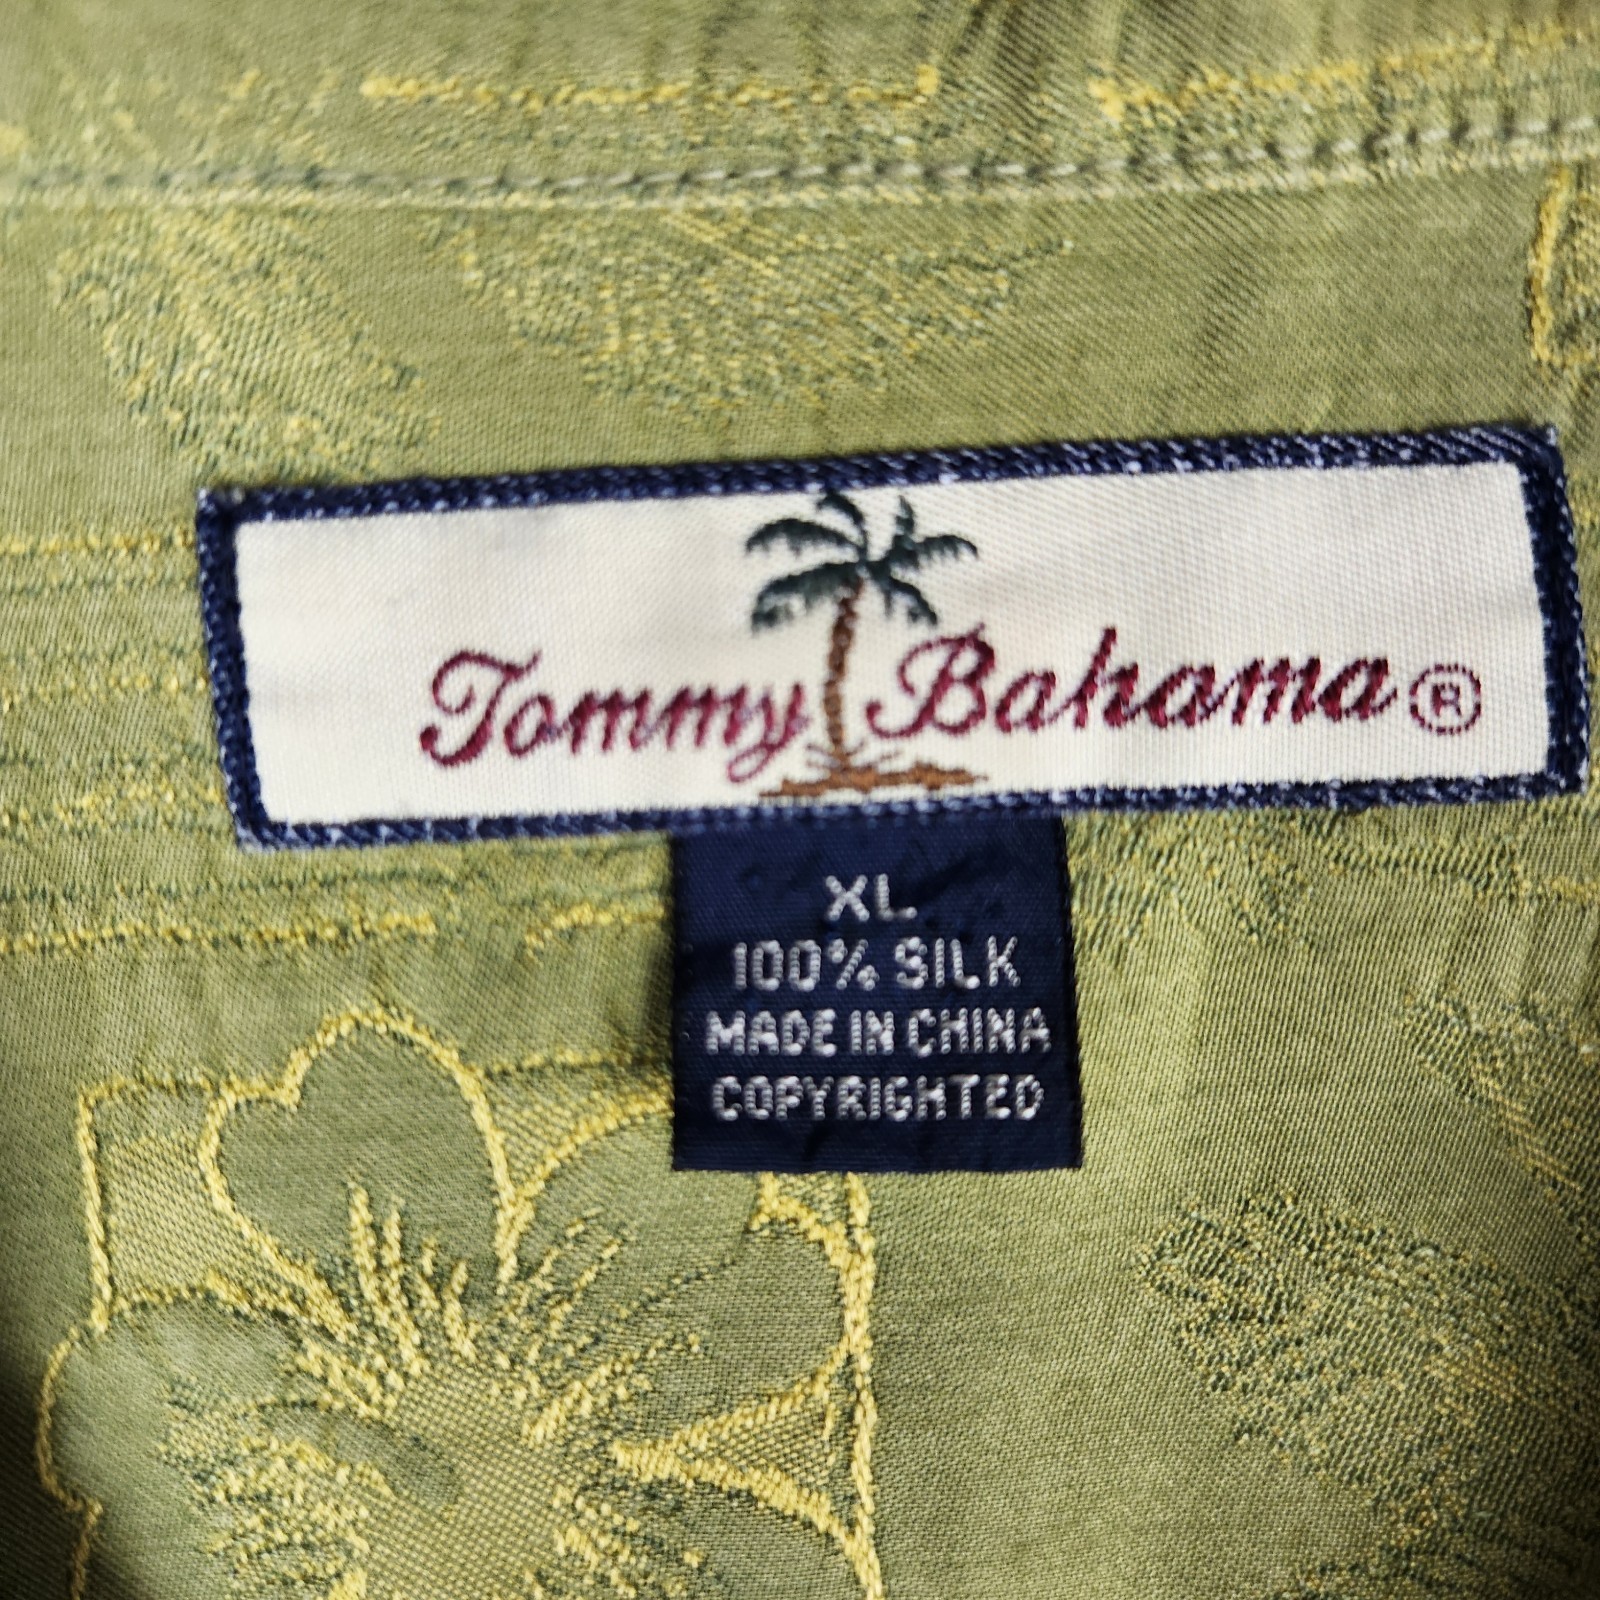 Tommy Bahama®
XL
100% SILK
MADE IN CHINA
COPYRIGHTED